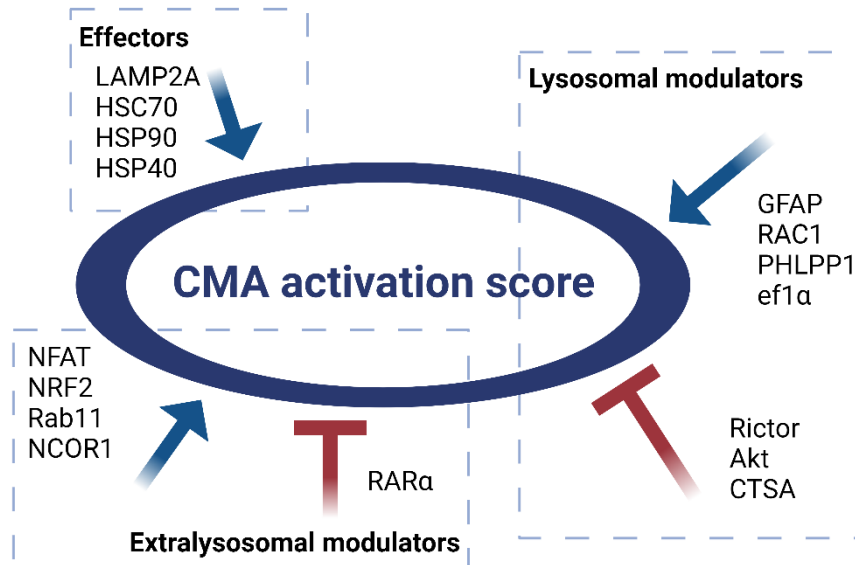 Effectors
LAMP2A
HSC70
HSP90
HSP40
Lysosomal modulators
GFAP
RAC1
PHLPP1
ef1α
CMA activation score
NFAT
NRF2
Rab11
NCOR1
RARα
Extralysosomal modulators
Rictor
Akt
CTSA